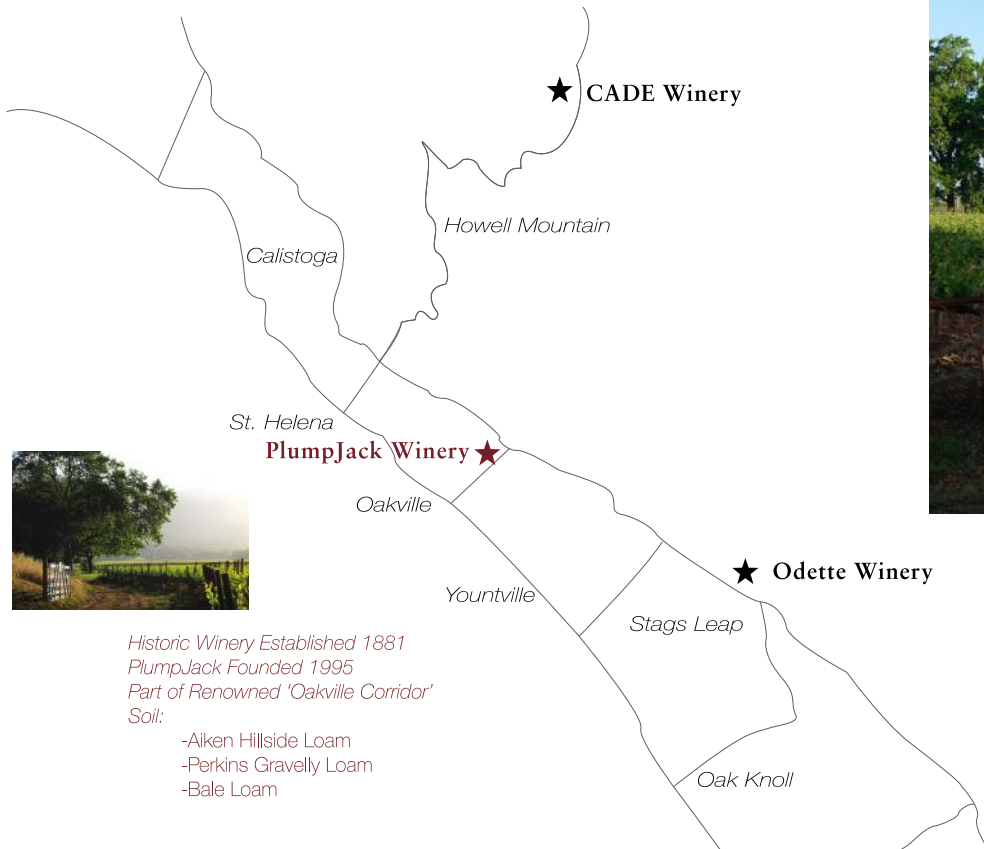 CADE Winery
Howell Mountain
Calistoga
St. Helena
PlumpJack Winery
Oakville
Odette Winery
Yountville
Stags Leap
Historic Winery Established 1881
PlumpJack Founded 1995
Part of Renowned ‘Oakville Corridor’
Soil:
-Aiken Hillside Loam
-Perkins Gravelly Loam
-Bale Loam
Oak Knoll